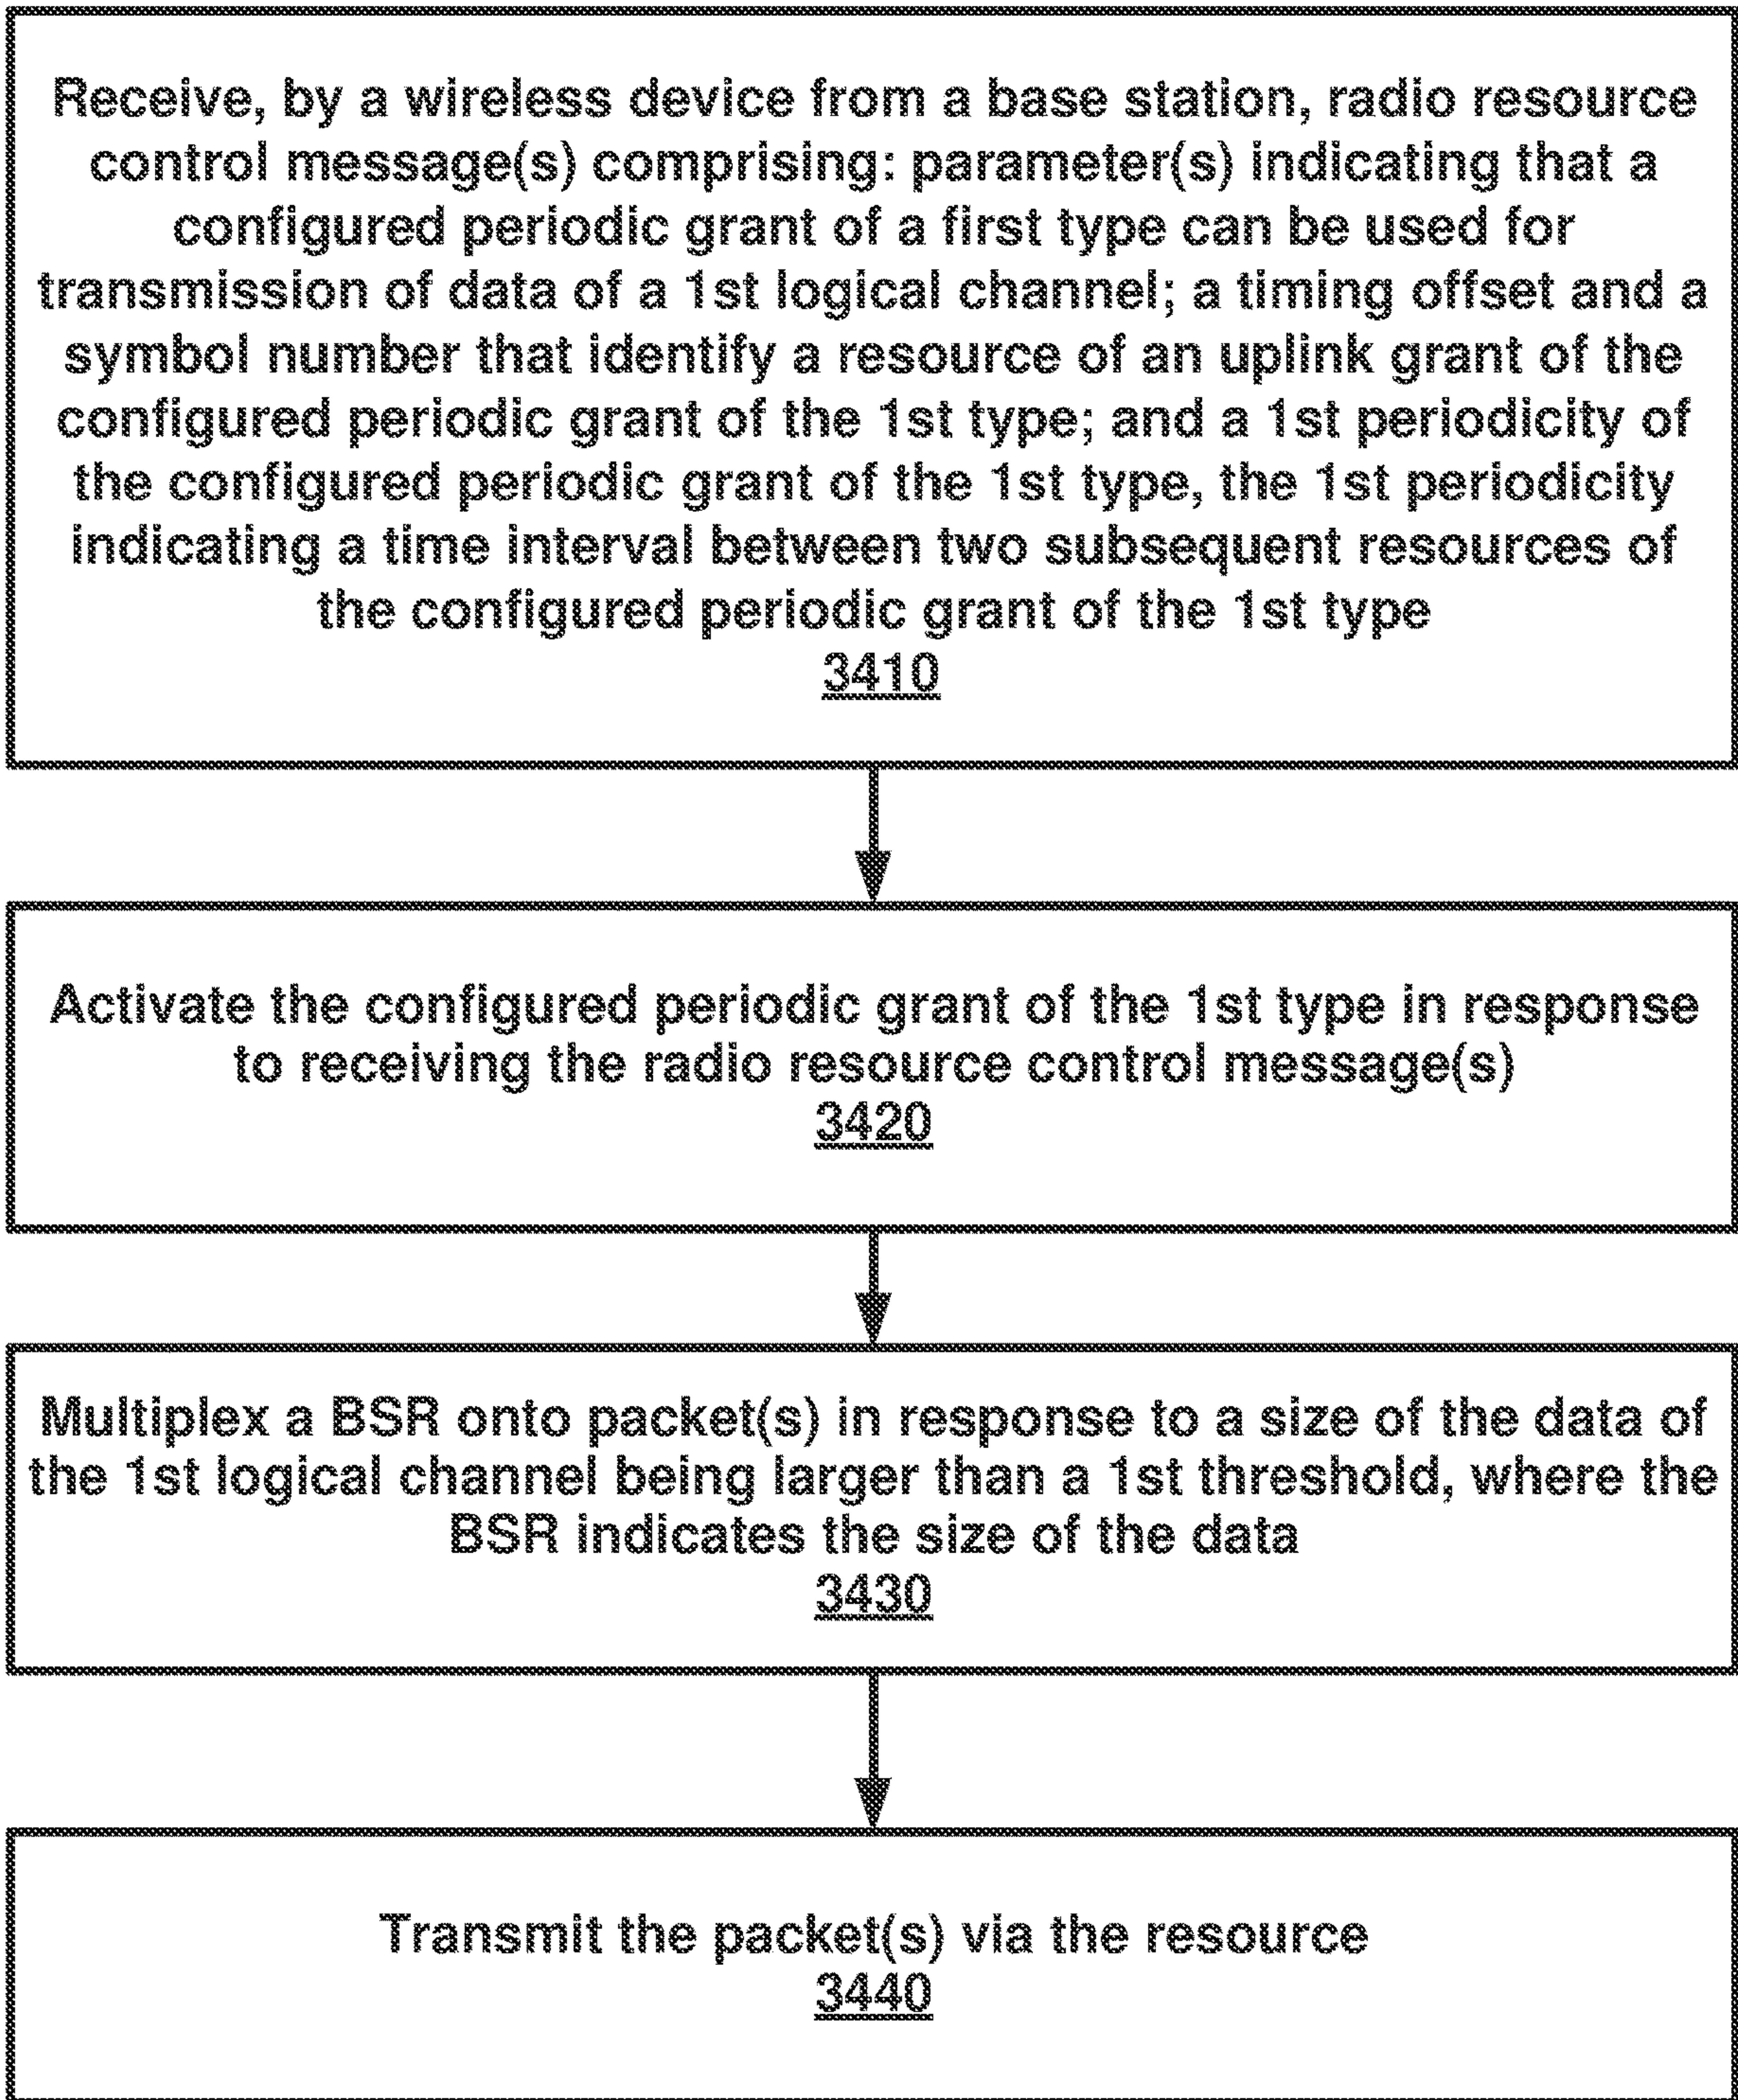 Receive, by a wireless device from a base station, radio resource
control message(s) comprising: parameter(s) indicating that a
configured periodic grant of a first type can be used for
transmission of data of a 1st logical channel; a timing offset and a
symbol number that identify a resource of an uplink grant of the
configured periodic grant of the 1st type; and a 1st periodicity of
the configured periodic grant of the 1st type, the 1st periodicity
indicating a time interval between two subsequent resources of
the configured periodic grant of the 1st type
3410
Activate the configured periodic grant of the 1st type in response
to receiving the radio resource control message(s)
3420
Multiplex a BSR onto packet(s) in response to a size of the data of
the 1st logical channel being larger than a 1st threshold, where the
BSR indicates the size of the data
3430
Transmit the packet(s) via the resource
3440